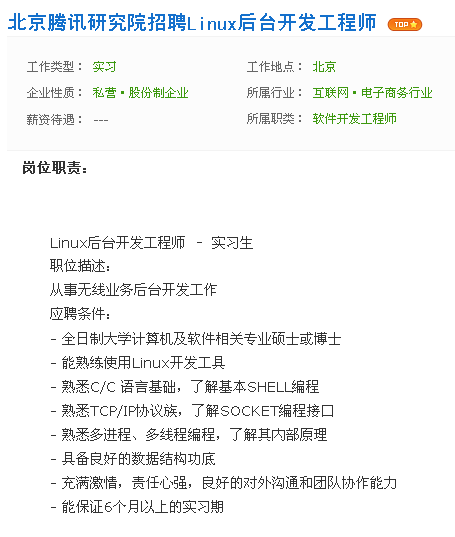 北京腾讯研究院招聘Linux后台开发工程师 TOP
工作类型： 实习 工作地点： 北京
企业性质： 私营·股份制企业 所属行业： 互联网·电子商务行业
薪资待遇： --- 所属职类： 软件开发工程师
岗位职责：
Linux后台开发工程师 - 实习生
职位描述：
从事无线业务后台开发工作
应聘条件：
- 全日制大学计算机及软件相关专业硕士或博士
- 能熟练使用Linux开发工具
- 熟悉C/C 语言基础，了解基本SHELL编程
- 熟悉TCP/IP协议族，了解SOCKET编程接口
- 熟悉多进程、多线程编程，了解其内部原理
- 具备良好的数据结构功底
- 充满激情，责任心强，良好的对外沟通和团队协作能力
- 能保证6个月以上的实习期